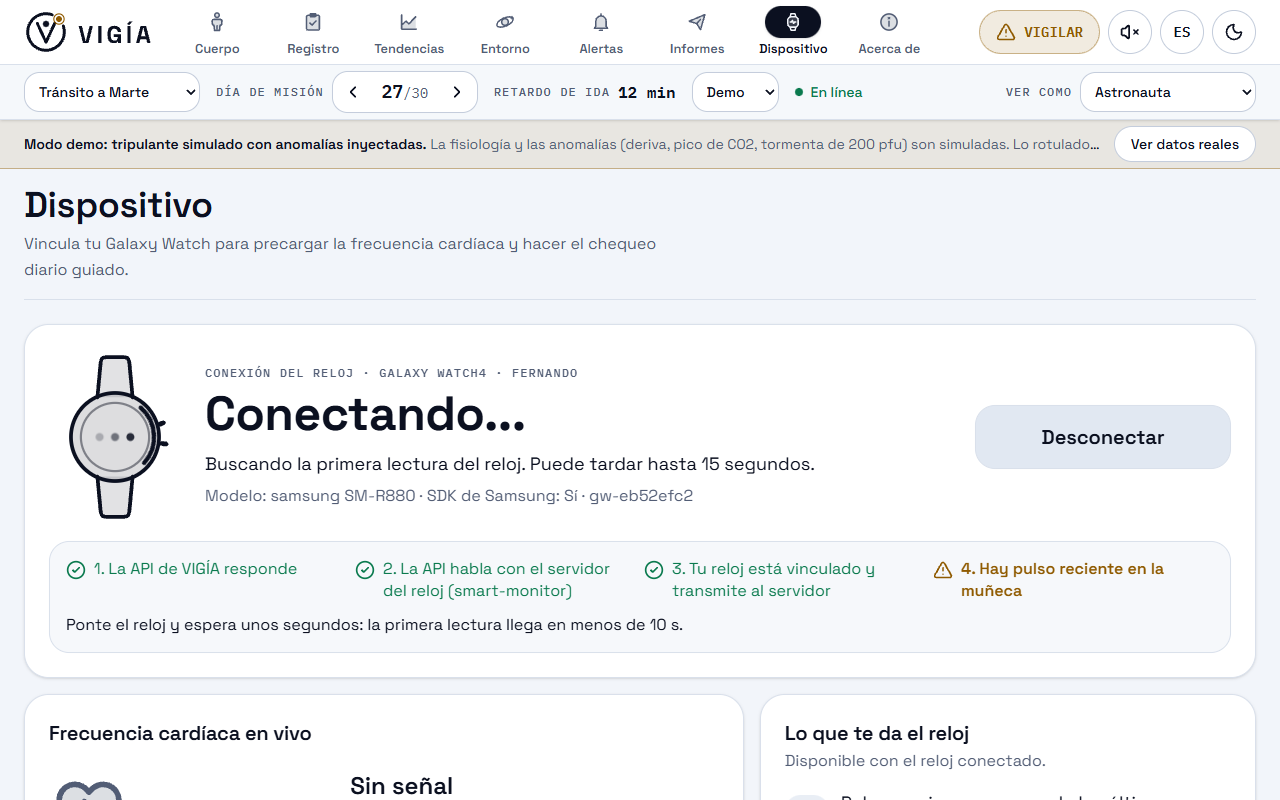 VIGÍA
Cuerpo
Registro
Tendencias
Entorno
Alertas
Informes
Dispositivo
Acerca de
VIGILAR
ES
Tránsito a Marte
DÍA DE MISIÓN
27/30
RETARDO DE IDA 12 min
Demo
En línea
VER COMO
Astronauta
Modo demo: tripulante simulado con anomalías inyectadas. La fisiología y las anomalías (deriva, pico de CO2, tormenta de 200 pfu) son simuladas. Lo rotulado…
Ver datos reales
Dispositivo
Vincula tu Galaxy Watch para precargar la frecuencia cardíaca y hacer el chequeo
diario guiado.
CONEXIÓN DEL RELOJ · GALAXY WATCH4 · FERNANDO
Conectando…
Buscando la primera lectura del reloj. Puede tardar hasta 15 segundos.
Modelo: samsung SM-R880 · SDK de Samsung: Sí · gw-eb52efc2
Desconectar
1. La API de VIGÍA responde
2. La API habla con el servidor
del reloj (smart-monitor)
3. Tu reloj está vinculado y
transmite al servidor
4. Hay pulso reciente en la
muñeca
Ponte el reloj y espera unos segundos: la primera lectura llega en menos de 10 s.
Frecuencia cardíaca en vivo
Sin señal
Lo que te da el reloj
Disponible con el reloj conectado.